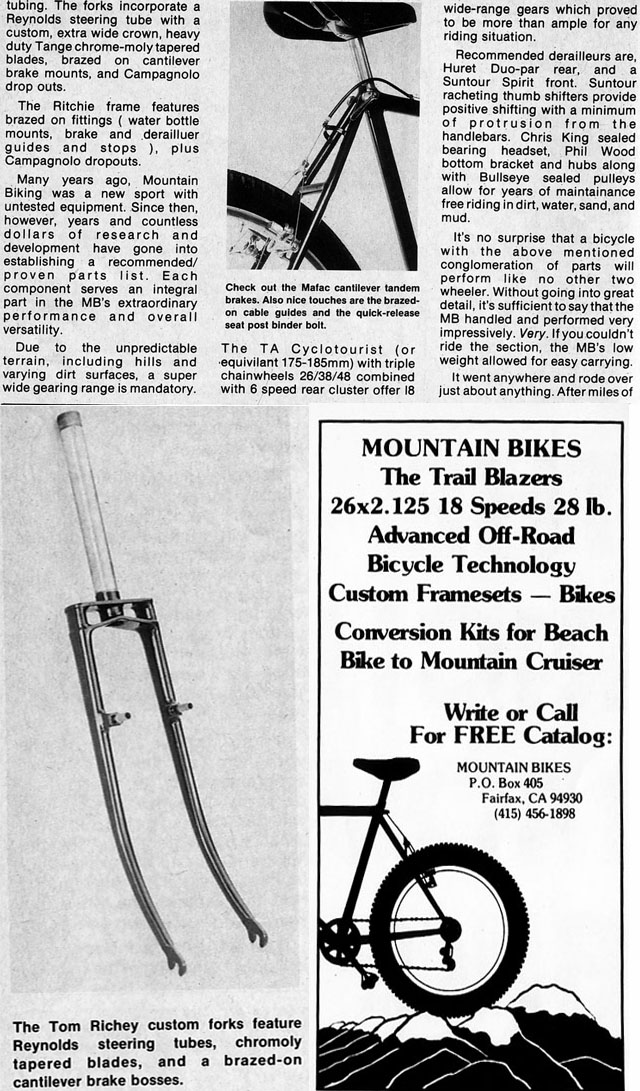 tubing. The forks incorporate a
Reynolds steering tube with a
custom, extra wide crown, heavy
duty Tange chrome-moly tapered
blades, brazed on cantilever
brake mounts, and Campagnolo
drop outs.
The Ritchie frame features
brazed on fittings ( water bottle
mounts, brake and derailluer
guides and stops ), plus
Campagnolo dropouts.
Many years ago, Mountain
Biking was a new sport with
untested equipment. Since then,
however, years and countless
dollars of research and
development have gone into
establishing a recommended/
proven parts list. Each
component serves an integral
part in the MB's extraordinary
performance and overall
versatility.
Due to the unpredictable
terrain, including hills and
varying dirt surfaces, a super
wide gearing range is mandatory.
Check out the Mafac cantilever tandem
brakes. Also nice touches are the brazed-
on cable guides and the quick-release
seat post binder bolt.
The TA Cyclotourist (or
equivilant 175-185mm) with triple
chainwheels 26/38/48 combined
with 6 speed rear cluster offer l8
wide-range gears which proved
to be more than ample for any
riding situation.
Recommended derailleurs are,
Huret Duo-par rear, and a
Suntour Spirit front. Suntour
racheting thumb shifters provide
positive shifting with a minimum
of protrusion from the
handlebars. Chris King sealed
bearing headset, Phil Wood
bottom bracket and hubs along
with Bullseye sealed pulleys
allow for years of maintainance
free riding in dirt, water, sand, and
mud.
It's no surprise that a bicycle
with the above mentioned
conglomeration of parts will
perform like no other two
wheeler. Without going into great
detail, it's sufficient to say that the
MB handled and performed very
impressively. Very. If you couldn't
ride the section, the MB's low
weight allowed for easy carrying.
It went anywhere and rode over
just about anything. After miles of
The Tom Richey custom forks feature
Reynolds steering tubes, chromoly
tapered blades, and a brazed-on
cantilever brake bosses.
MOUNTAIN BIKES
The Trail Blazers
26x2.125 18 Speeds 28 lb.
Advanced Off-Road
Bicycle Technology
Custom Framesets — Bikes
Conversion Kits for Beach
Bike to Mountain Cruiser
Write or Call
For FREE Catalog:
MOUNTAIN BIKES
P.O. Box 405
Fairfax, CA 94930
(415) 456-1898